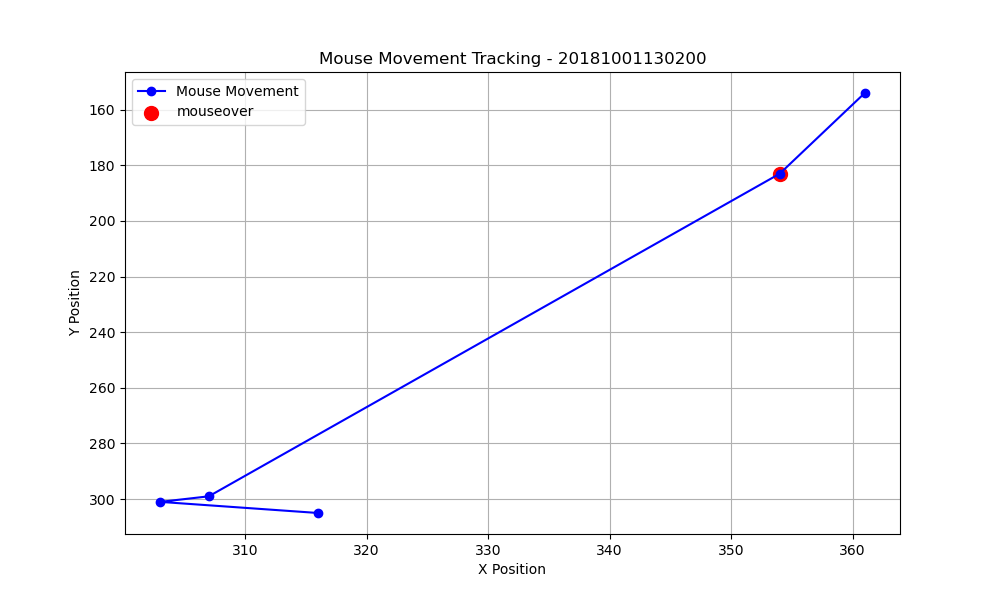 Mouse Movement Tracking - 20181001130200
Mouse Movement
mouseover
160
180
200
220
240
260
280
300
Y Position
310 320 330 340 350 360
X Position